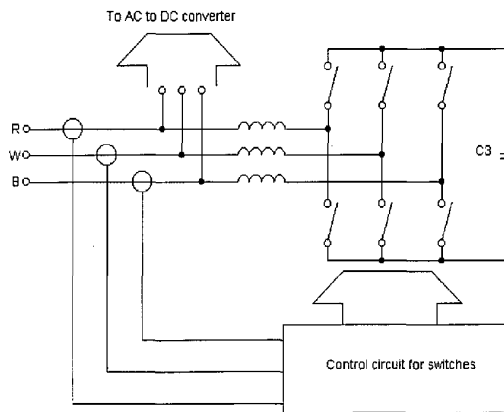 To AC to DC converter
R
W
B
C3
Control circuit for switches